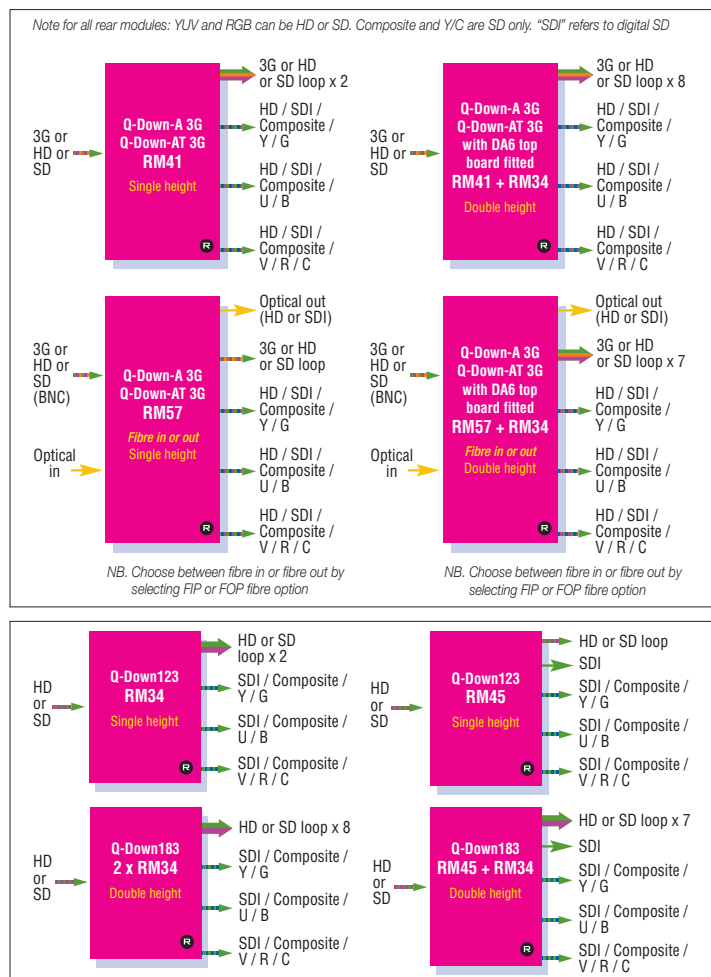 Note for all rear modules: YUV and RGB can be HD or SD. Composite and Y/C are SD only. “SDI” refers to digital SD
3G or
HD or
SD
Q-Down-A 3G
Q-Down-AT 3G
RM41
Single height
R
3G or HD
or SD loop x 2
HD / SDI /
Composite /
Y / G
HD / SDI /
Composite /
U / B
HD / SDI /
Composite /
V / R / C
3G or
HD or
SD
Q-Down-A 3G
Q-Down-AT 3G
with DA6 top
board fitted
RM41 + RM34
Double height
R
3G or HD
or SD loop x 8
HD / SDI /
Composite /
Y / G
HD / SDI /
Composite /
U / B
HD / SDI /
Composite /
V / R / C
3G or
HD or
SD
(BNC)
Optical
in
Q-Down-A 3G
Q-Down-AT 3G
RM57
Fibre in or out
Single height
R
Optical out
(HD or SDI)
3G or HD
or SD loop
HD / SDI /
Composite /
Y / G
HD / SDI /
Composite /
U / B
HD / SDI /
Composite /
V / R / C
NB. Choose between fibre in or fibre out by
selecting FIP or FOP fibre option
3G or
HD or
SD
(BNC)
Optical
in
Q-Down-A 3G
Q-Down-AT 3G
with DA6 top
board fitted
RM57 + RM34
Fibre in or out
Double height
R
Optical out
(HD or SDI)
3G or HD
or SD loop x 7
HD / SDI /
Composite /
Y / G
HD / SDI /
Composite /
U / B
HD / SDI /
Composite /
V / R / C
NB. Choose between fibre in or fibre out by
selecting FIP or FOP fibre option
HD
or
SD
Q-Down123
RM34
Single height
R
HD or SD
loop x 2
SDI / Composite /
Y / G
SDI / Composite /
U / B
SDI / Composite /
V / R / C
HD
or
SD
Q-Down123
RM45
Single height
R
HD or SD loop
SDI
SDI / Composite /
Y / G
SDI / Composite /
U / B
SDI / Composite /
V / R / C
HD
or
SD
Q-Down183
2 x RM34
Double height
R
HD or SD loop x 8
SDI / Composite /
Y / G
SDI / Composite /
U / B
SDI / Composite /
V / R / C
HD
or
SD
Q-Down183
RM45 + RM34
Double height
R
HD or SD loop x 7
SDI
SDI / Composite /
Y / G
SDI / Composite /
U / B
SDI / Composite /
V / R / C